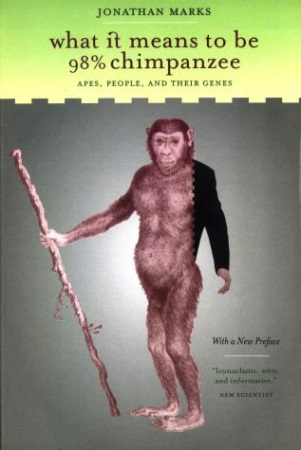 JONATHAN MARKS
what it means to be
98% chimpanzee
APES, PEOPLE, AND THEIR GENES
With a New Preface
"Iconoclastic, witty,
and informative."
NEW SCIENTIST